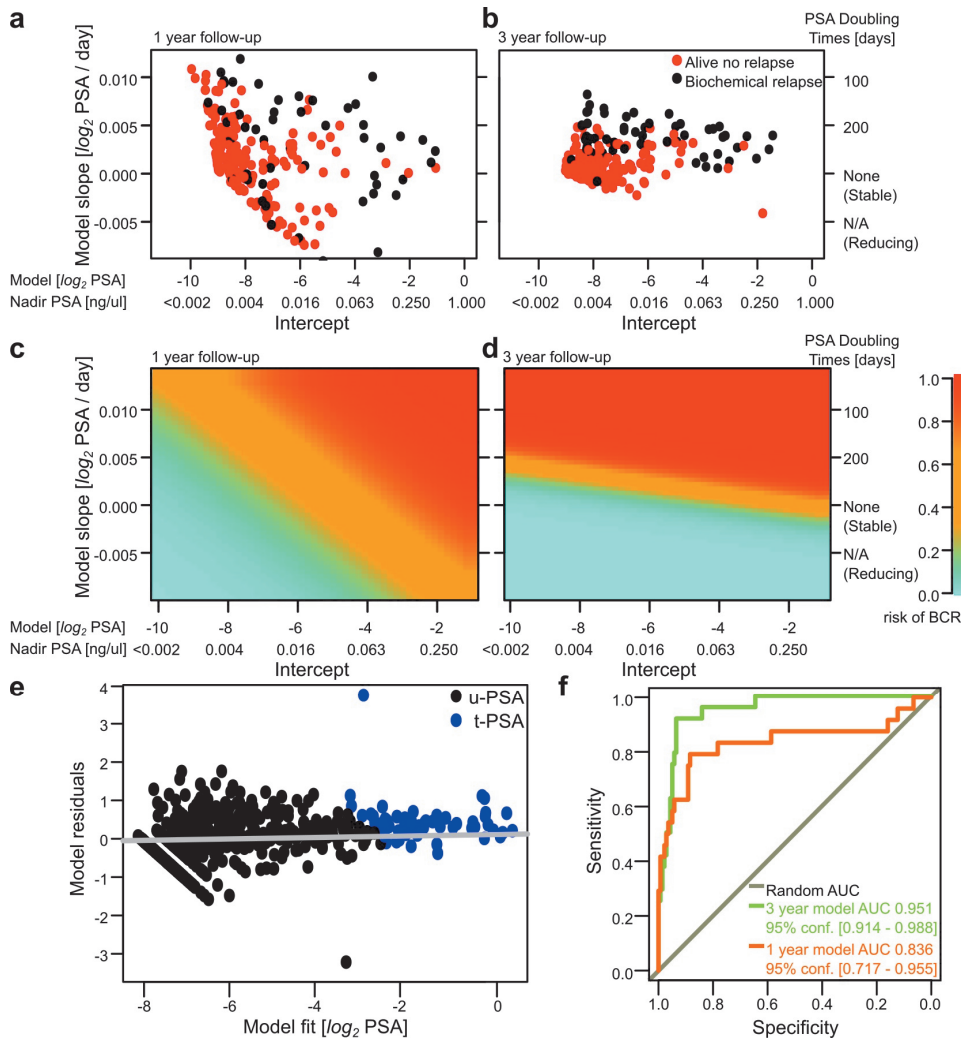 a
1 year follow-up
b
3 year follow-up
PSA Doubling
Times [days]
Alive no relapse
Biochemical relapse
Model slope [log2 PSA / day]
0.010
0.005
0.000
-0.005
100
200
None
(Stable)
N/A
(Reducing)
Model [log2 PSA] -10 -8 -6 -4 -2 0 -10 -8 -6 -4 -2 0
Nadir PSA [ng/ul] <0.002 0.004 0.016 0.063 0.250 1.000 <0.002 0.004 0.016 0.063 0.250 1.000
Intercept Intercept
c
1 year follow-up
d
3 year follow-up
PSA Doubling
Times [days]
Model slope [log2 PSA / day]
0.010
0.005
0.000
-0.005
100
200
None
(Stable)
N/A
(Reducing)
1.0
0.8
0.6
0.4
0.2
0.0
risk of BCR
Model [log2 PSA] -10 -8 -6 -4 -2 -10 -8 -6 -4 -2
Nadir PSA [ng/ul] <0.002 0.004 0.016 0.063 0.250 <0.002 0.004 0.016 0.063 0.250
Intercept Intercept
e
u-PSA
t-PSA
Model residuals
4
3
2
1
0
-1
-2
-3
-8 -6 -4 -2 0
Model fit [log2 PSA]
f
Sensitivity
1.0
0.8
0.6
0.4
0.2
0.0
Random AUC
3 year model AUC 0.951
95% conf. [0.914 - 0.988]
1 year model AUC 0.836
95% conf. [0.717 - 0.955]
1.0 0.8 0.6 0.4 0.2 0.0
Specificity